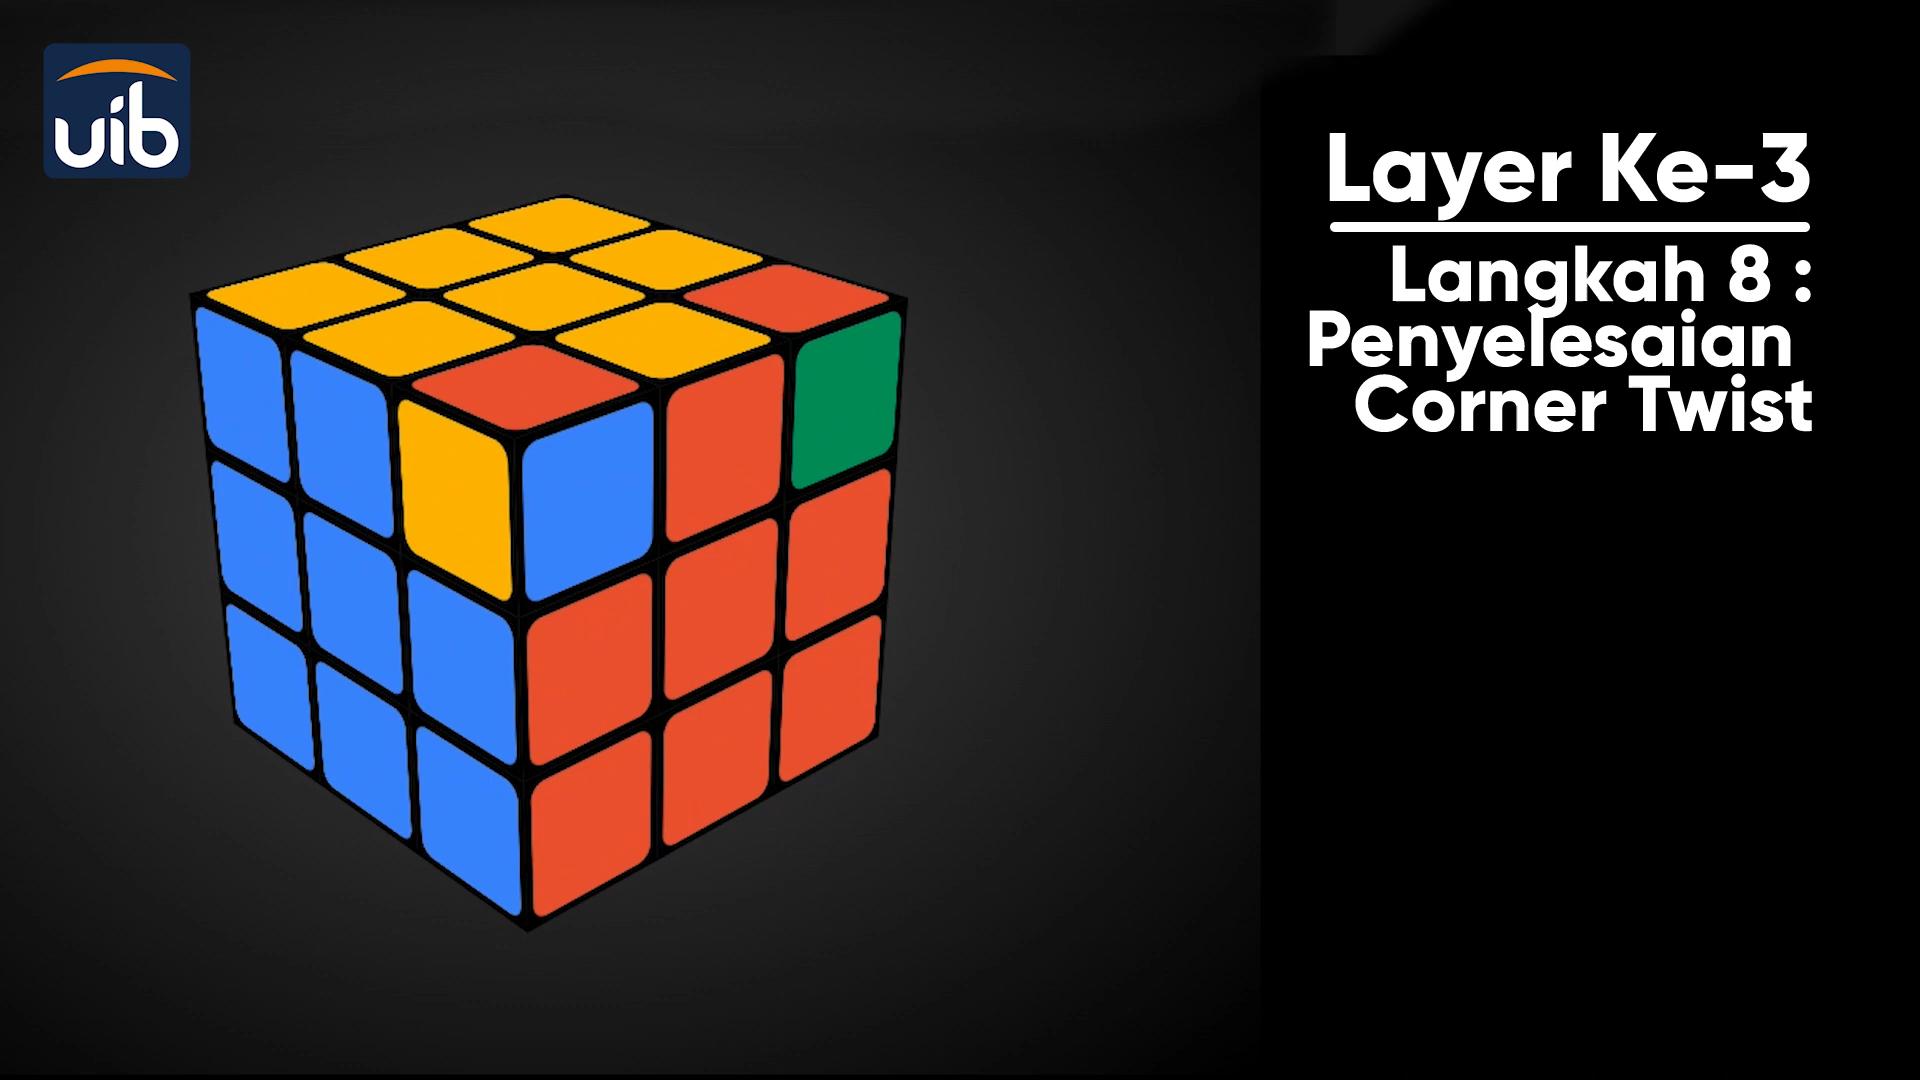 uib
Layer Ke-3
Langkah 8 :
Penyelesaian
Corner Twist